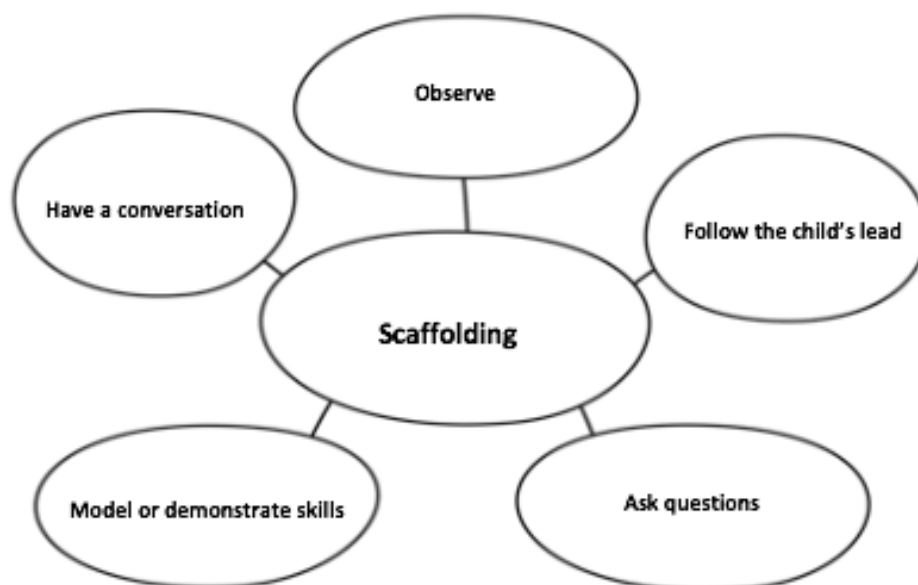 Observe
Have a conversation
Follow the child's lead
Scaffolding
Model or demonstrate skills
Ask questions